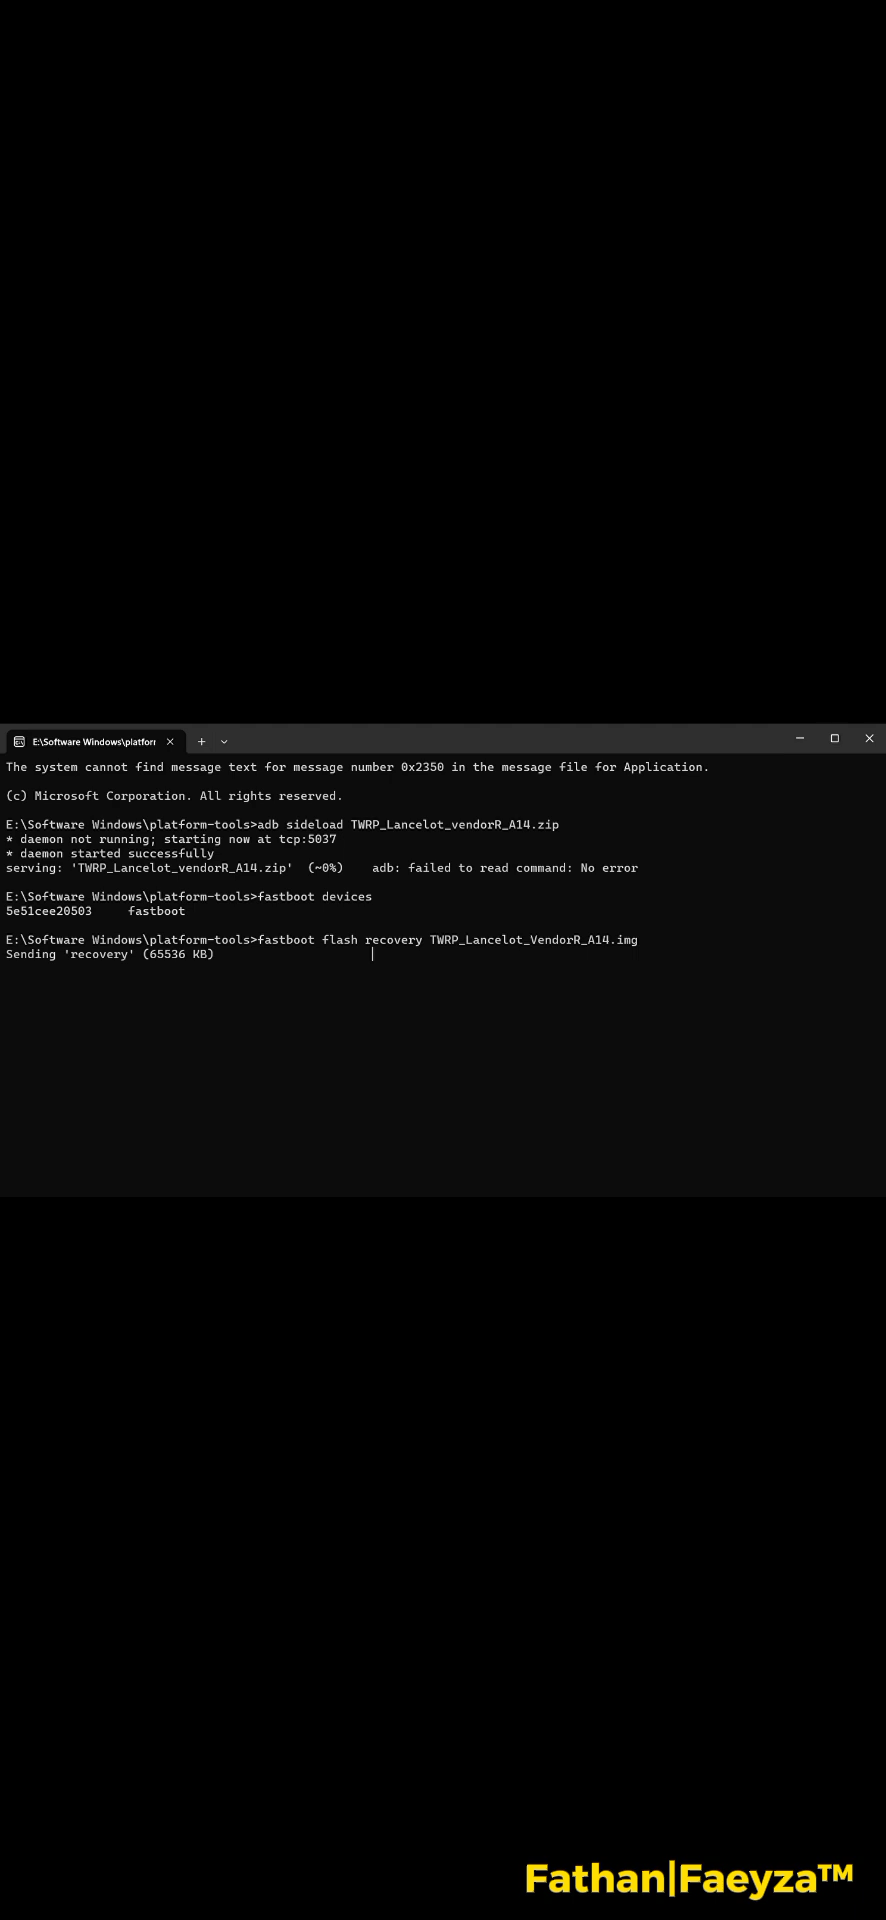 E:\Software Windows\platforr
The system cannot find message text for message number 0x2350 in the message file for Application.
(c) Microsoft Corporation. All rights reserved.
E:\Software Windows\platform-tools>adb sideload TWRP_Lancelot_vendorR_A14.zip
* daemon not running; starting now at tcp:5037
* daemon started successfully
serving: 'TWRP_Lancelot_vendorR_A14.zip'  (~0%)    adb: failed to read command: No error
E:\Software Windows\platform-tools>fastboot devices
5e51cee20503     fastboot
E:\Software Windows\platform-tools>fastboot flash recovery TWRP_Lancelot_VendorR_A14.img
Sending 'recovery' (65536 KB)
Fathan|Faeyza™